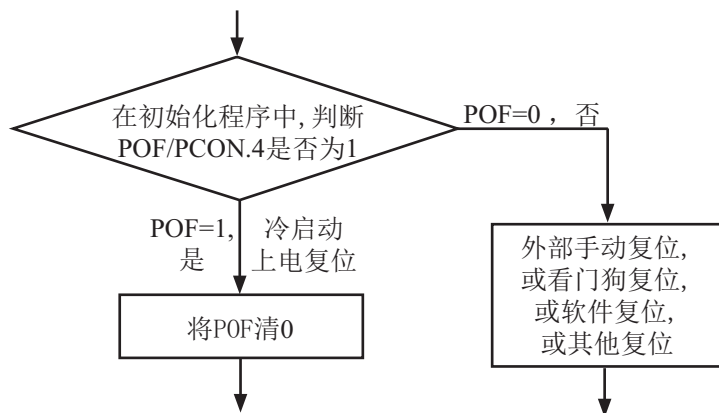 在初始化程序中,判断
POF/PCON.4是否为1
POF=0 ，否
POF=1, 冷启动
是 上电复位
将POF清0
外部手动复位,
或看门狗复位,
或软件复位,
或其他复位